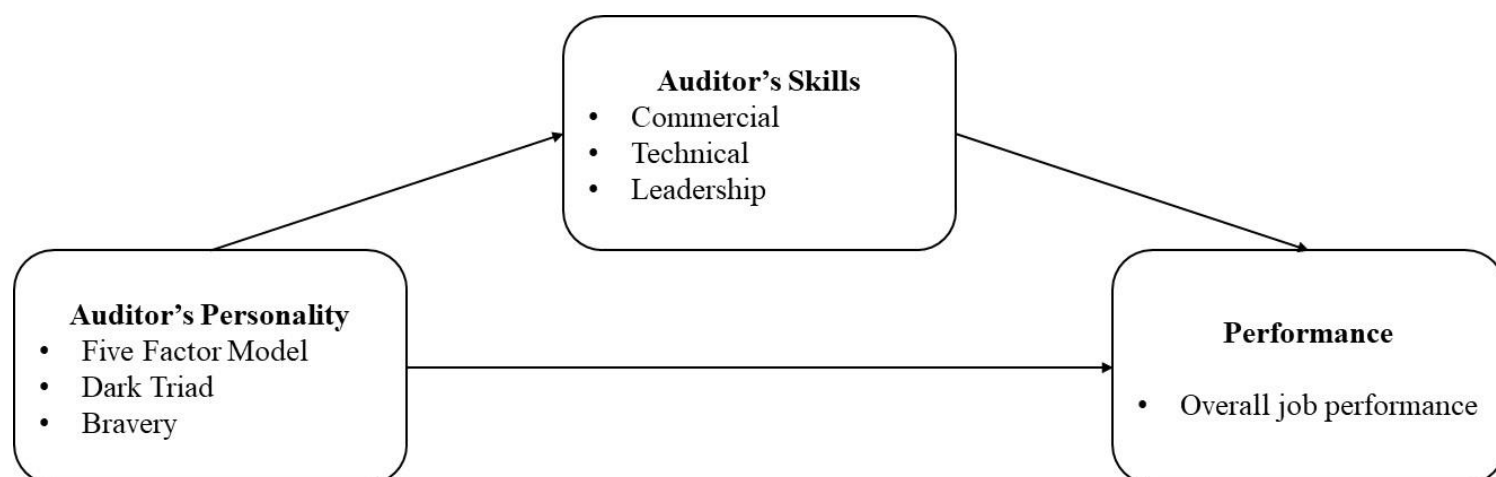 Auditor’s Skills
• Commercial
• Technical
• Leadership
Auditor’s Personality
• Five Factor Model
• Dark Triad
• Bravery
Performance
• Overall job performance